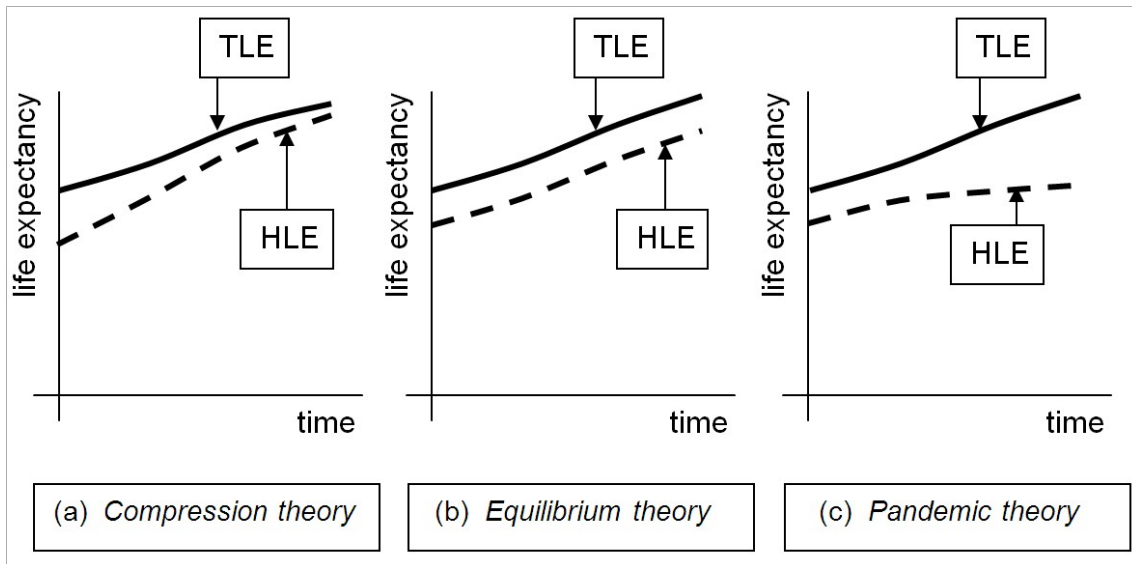 TLE
HLE
life expectancy
time
(a) Compression theory
TLE
HLE
life expectancy
time
(b) Equilibrium theory
TLE
HLE
life expectancy
time
(c) Pandemic theory